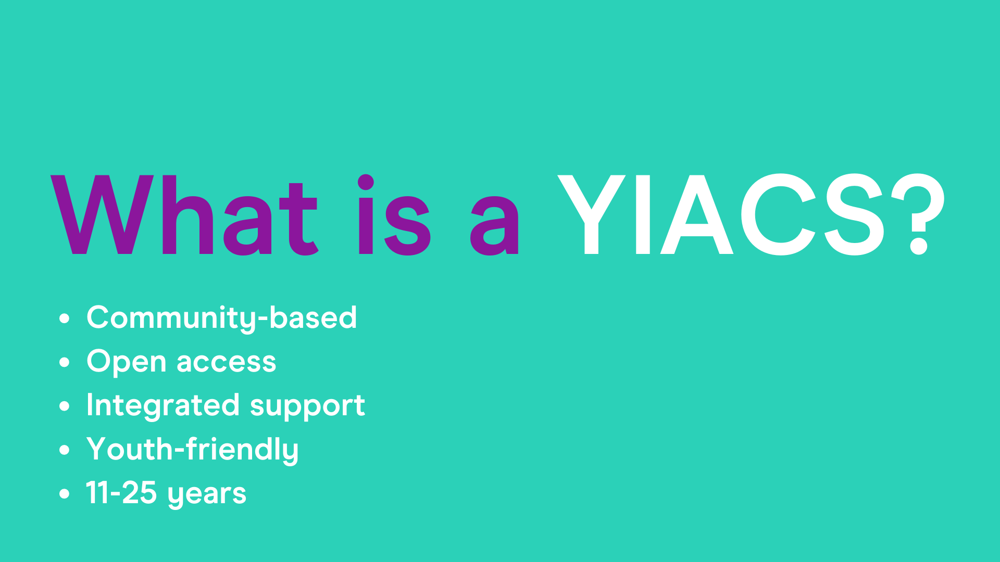 What is a YIACS?
• Community-based
• Open access
• Integrated support
• Youth-friendly
• 11-25 years